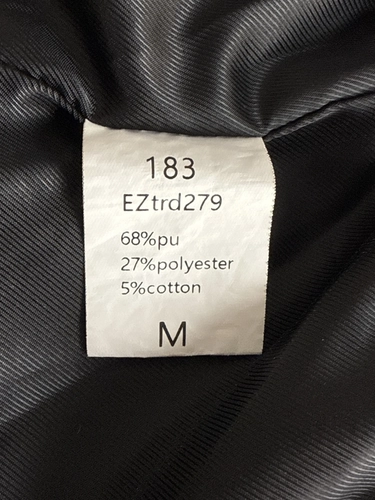 183
EZtrd279
68%pu
27%polyester
5%cotton
M